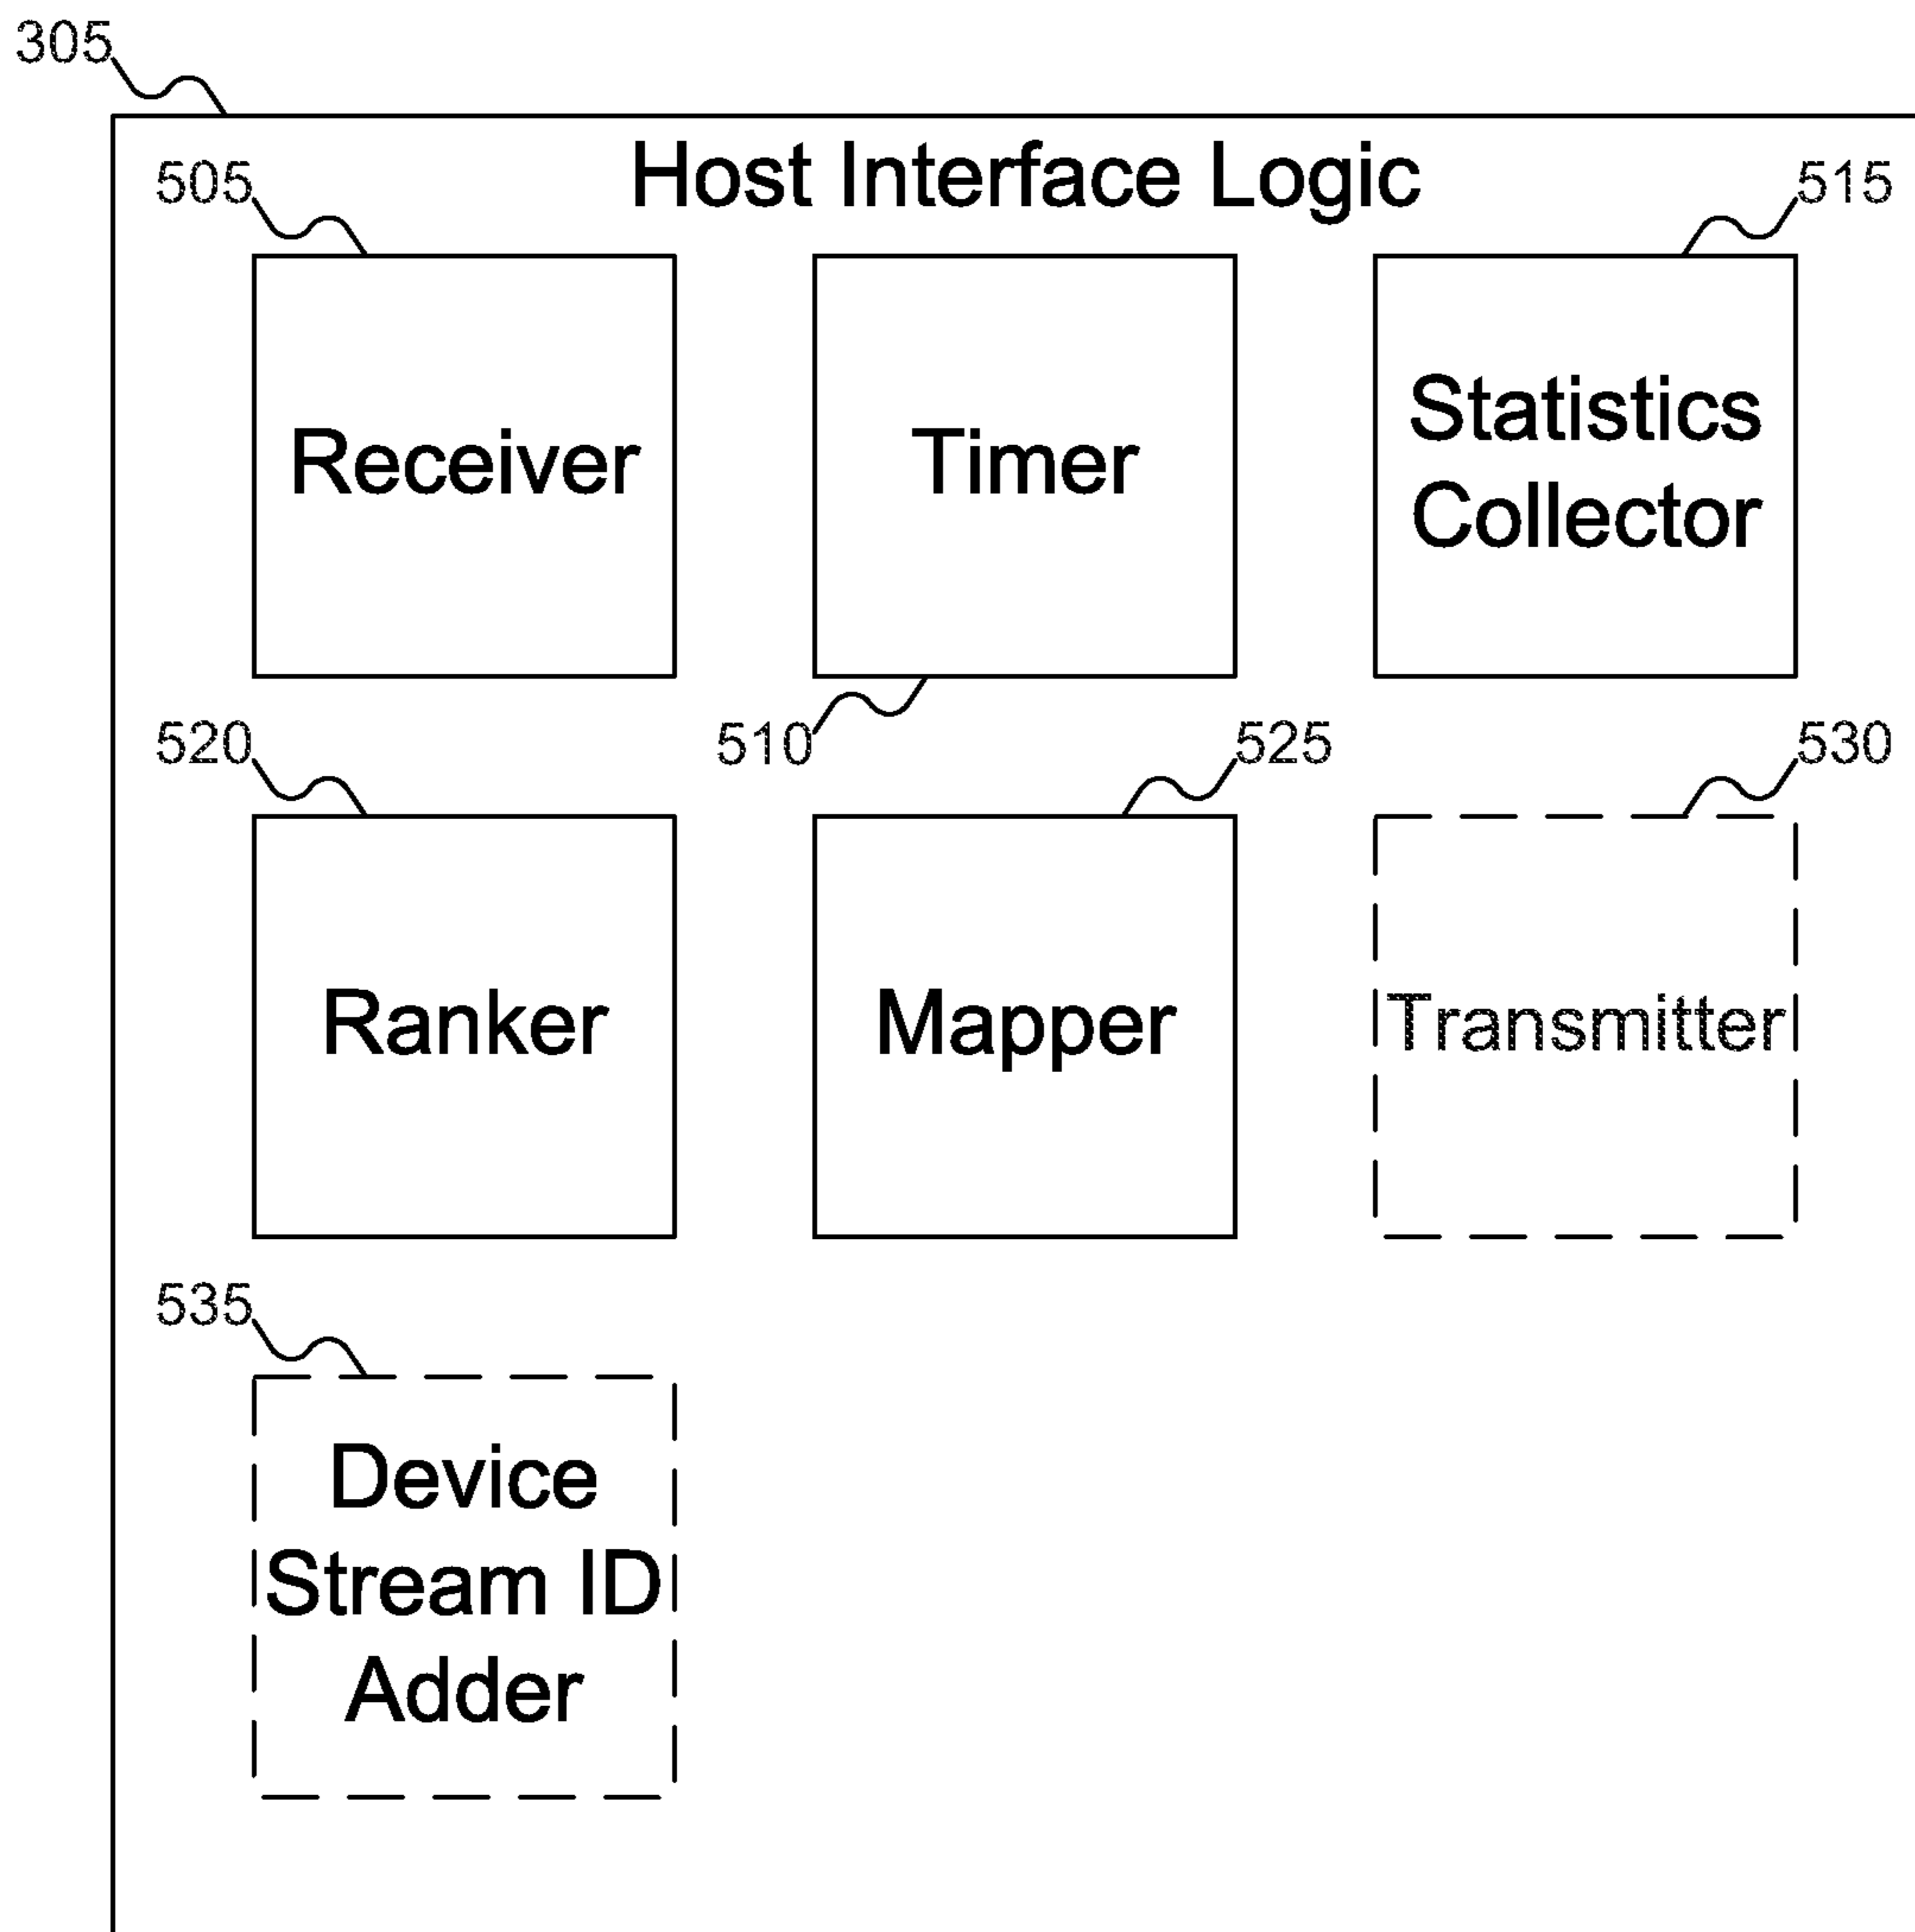 305
Host Interface Logic
505
515
Receiver
Timer
Statistics
Collector
520
510
525
530
Ranker
Mapper
Transmitter
535
Device
Stream ID
Adder